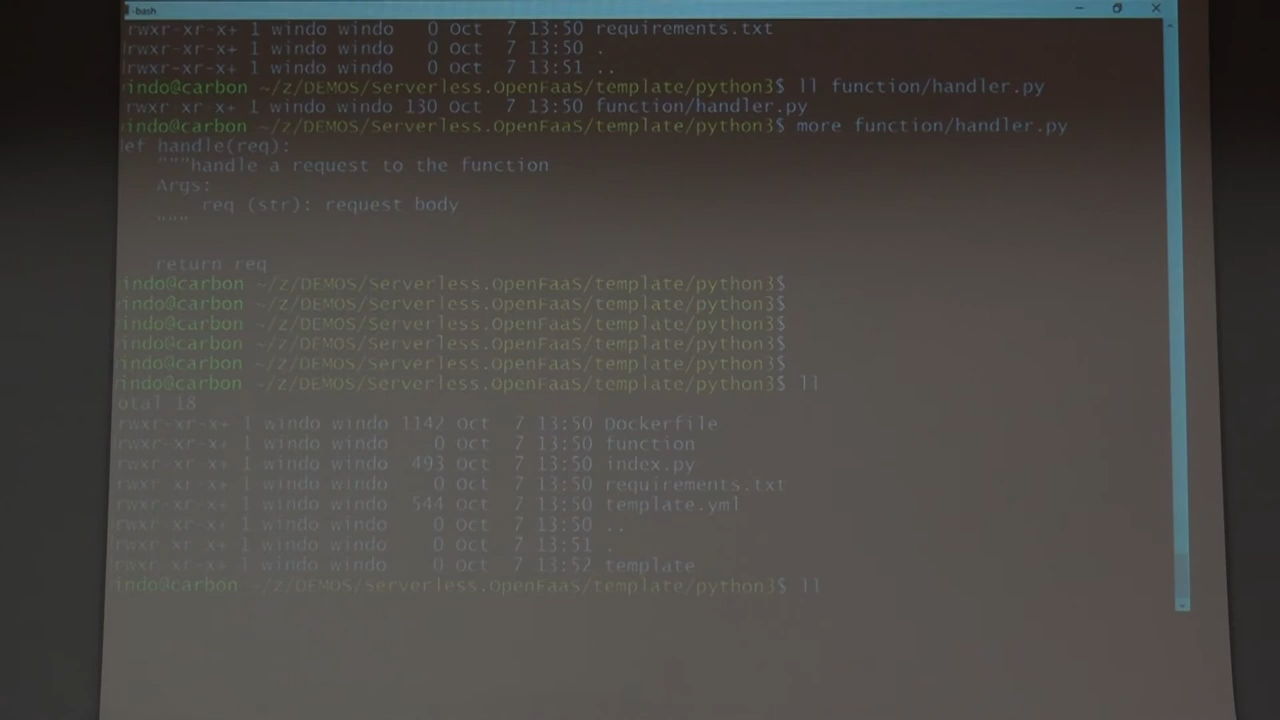 -bash
rwxr-xr-x+ 1 windo windo 0 Oct 7 13:50 requirements.txt
rwxr-xr-x+ 1 windo windo 0 Oct 7 13:50 .
rwxr-xr-x+ 1 windo windo 0 Oct 7 13:51 ..
indo@carbon ~/z/DEMOS/Serverless.OpenFaaS/template/python3$ ll function/handler.py
rwxr-xr-x+ 1 windo windo 130 Oct 7 13:50 function/handler.py
indo@carbon ~/z/DEMOS/Serverless.OpenFaaS/template/python3$ more function/handler.py
ef handle(req):
"""handle a request to the function
Args:
req (str): request body
"""
return req
indo@carbon ~/z/DEMOS/Serverless.OpenFaaS/template/python3$
indo@carbon ~/z/DEMOS/Serverless.OpenFaaS/template/python3$
indo@carbon ~/z/DEMOS/Serverless.OpenFaaS/template/python3$
indo@carbon ~/z/DEMOS/Serverless.OpenFaaS/template/python3$
indo@carbon ~/z/DEMOS/Serverless.OpenFaaS/template/python3$
indo@carbon ~/z/DEMOS/Serverless.OpenFaaS/template/python3$ ll
otal 18
rwxr-xr-x+ 1 windo windo 1142 Oct 7 13:50 Dockerfile
rwxr-xr-x+ 1 windo windo 0 Oct 7 13:50 function
rwxr-xr-x+ 1 windo windo 493 Oct 7 13:50 index.py
rwxr-xr-x+ 1 windo windo 0 Oct 7 13:50 requirements.txt
rwxr-xr-x+ 1 windo windo 544 Oct 7 13:50 template.yml
rwxr-xr-x+ 1 windo windo 0 Oct 7 13:50 ..
rwxr-xr-x+ 1 windo windo 0 Oct 7 13:51 .
rwxr-xr-x+ 1 windo windo 0 Oct 7 13:52 template
indo@carbon ~/z/DEMOS/Serverless.OpenFaaS/template/python3$ ll